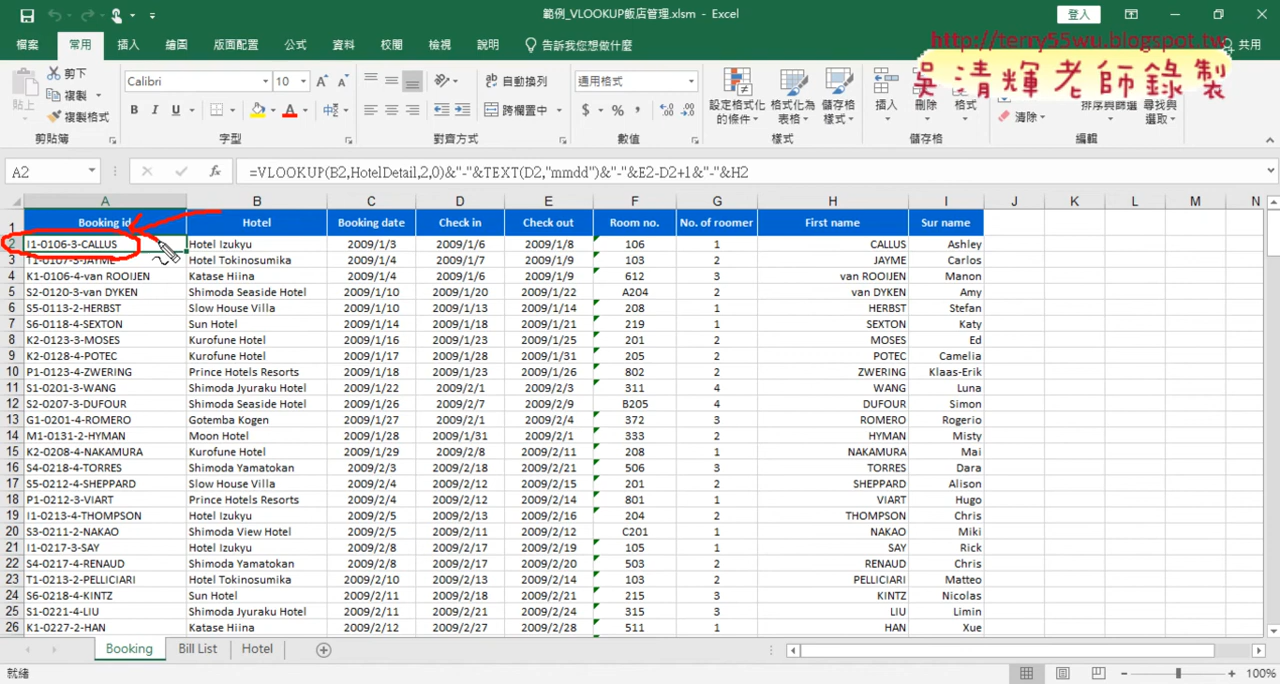 範例_VLOOKUP飯店管理.xlsm - Excel
登入
檔案 常用 插入 繪圖 版面配置 公式 資料 校閱 檢視 說明 告訴我您想做什麼 共用
http://terry55wu.blogspot.tw
吳清輝老師錄製
貼上 剪下 複製 複製格式 剪貼簿
Calibri 10 B I U 中 字型
自動換列 跨欄置中 對齊方式
通用格式 $ % , 數值
設定格式化的條件 格式化為表格 儲存格樣式 樣式
插入 刪除 格式 儲存格
清除 排序與篩選 尋找與選取 編輯
A2 fx =VLOOKUP(B2,HotelDetail,2,0)&"-"&TEXT(D2,"mmdd")&"-"&E2-D2+1&"-"&H2
A B C D E F G H I J K L M N
1 Booking id Hotel Booking date Check in Check out Room no. No. of roomer First name Sur name
2 I1-0106-3-CALLUS Hotel Izukyu 2009/1/3 2009/1/6 2009/1/8 106 1 CALLUS Ashley
3 T1-0107-3-JAYME Hotel Tokinosumika 2009/1/4 2009/1/7 2009/1/9 103 2 JAYME Carlos
4 K1-0106-4-van ROOIJEN Katase Hiina 2009/1/4 2009/1/6 2009/1/9 612 3 van ROOIJEN Manon
5 S2-0120-3-van DYKEN Shimoda Seaside Hotel 2009/1/10 2009/1/20 2009/1/22 A204 2 van DYKEN Amy
6 S5-0113-2-HERBST Slow House Villa 2009/1/10 2009/1/13 2009/1/14 208 1 HERBST Stefan
7 S6-0118-4-SEXTON Sun Hotel 2009/1/14 2009/1/18 2009/1/21 219 1 SEXTON Katy
8 K2-0123-3-MOSES Kurofune Hotel 2009/1/16 2009/1/23 2009/1/25 201 2 MOSES Ed
9 K2-0128-4-POTEC Kurofune Hotel 2009/1/17 2009/1/28 2009/1/31 205 2 POTEC Camelia
10 P1-0123-4-ZWERING Prince Hotels Resorts 2009/1/18 2009/1/23 2009/1/26 802 2 ZWERING Klaas-Erik
11 S1-0201-3-WANG Shimoda Jyuraku Hotel 2009/1/22 2009/2/1 2009/2/3 311 4 WANG Luna
12 S2-0207-3-DUFOUR Shimoda Seaside Hotel 2009/1/26 2009/2/7 2009/2/9 B205 4 DUFOUR Simon
13 G1-0201-4-ROMERO Gotemba Kogen 2009/1/27 2009/2/1 2009/2/4 372 3 ROMERO Rogerio
14 M1-0131-2-HYMAN Moon Hotel 2009/1/28 2009/1/31 2009/2/1 333 2 HYMAN Misty
15 K2-0208-4-NAKAMURA Kurofune Hotel 2009/1/29 2009/2/8 2009/2/11 208 1 NAKAMURA Mai
16 S4-0218-4-TORRES Shimoda Yamatokan 2009/2/3 2009/2/18 2009/2/21 506 3 TORRES Dara
17 S5-0212-4-SHEPPARD Slow House Villa 2009/2/4 2009/2/12 2009/2/15 201 2 SHEPPARD Alison
18 P1-0212-3-VIART Prince Hotels Resorts 2009/2/4 2009/2/12 2009/2/14 801 1 VIART Hugo
19 I1-0213-4-THOMPSON Hotel Izukyu 2009/2/5 2009/2/13 2009/2/16 204 2 THOMPSON Chris
20 S3-0211-2-NAKAO Shimoda View Hotel 2009/2/5 2009/2/11 2009/2/12 C201 1 NAKAO Miki
21 I1-0217-3-SAY Hotel Izukyu 2009/2/8 2009/2/17 2009/2/19 105 1 SAY Rick
22 S4-0217-4-RENAUD Shimoda Yamatokan 2009/2/8 2009/2/17 2009/2/20 503 2 RENAUD Chris
23 T1-0213-2-PELLICIARI Hotel Tokinosumika 2009/2/10 2009/2/13 2009/2/14 103 2 PELLICIARI Matteo
24 S6-0218-4-KINTZ Sun Hotel 2009/2/11 2009/2/18 2009/2/21 215 3 KINTZ Nicolas
25 S1-0221-4-LIU Shimoda Jyuraku Hotel 2009/2/11 2009/2/21 2009/2/24 315 3 LIU Limin
26 K1-0227-2-HAN Katase Hiina 2009/2/12 2009/2/27 2009/2/28 511 1 HAN Xue
Booking Bill List Hotel
就緒 100%